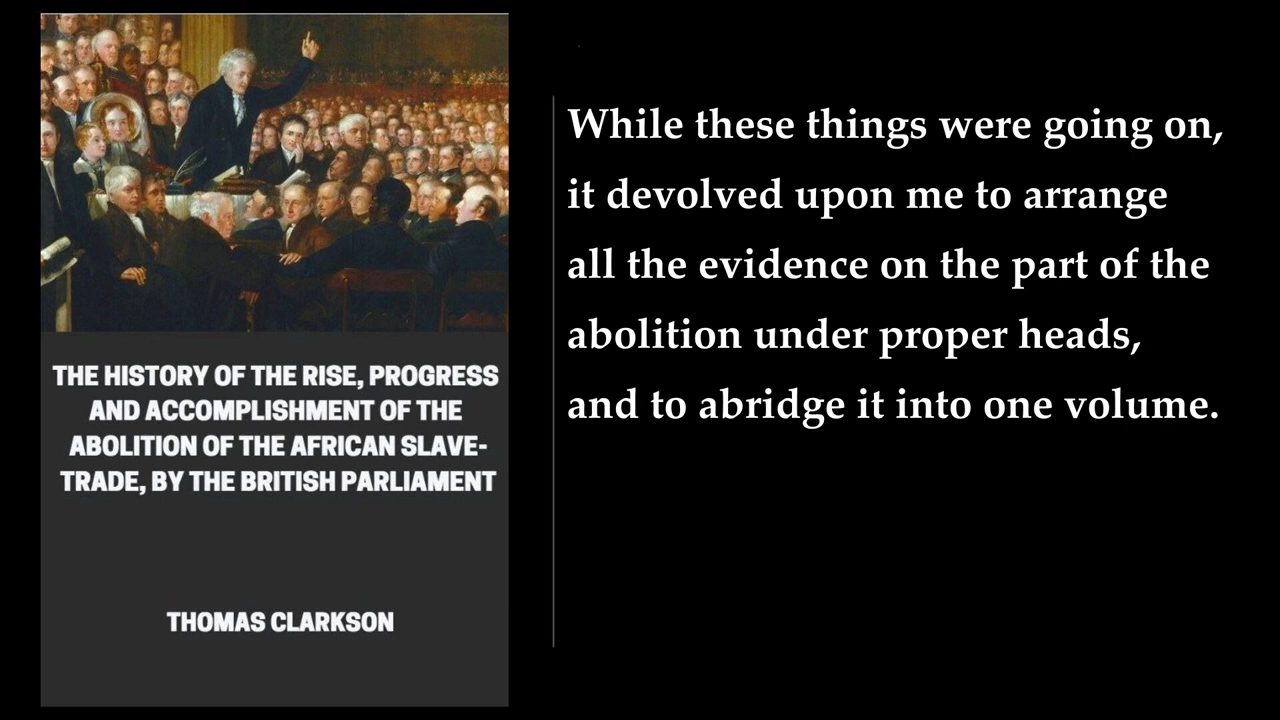 THE HISTORY OF THE RISE, PROGRESS
AND ACCOMPLISHMENT OF THE
ABOLITION OF THE AFRICAN SLAVE-
TRADE, BY THE BRITISH PARLIAMENT
THOMAS CLARKSON
While these things were going on,
it devolved upon me to arrange
all the evidence on the part of the
abolition under proper heads,
and to abridge it into one volume.